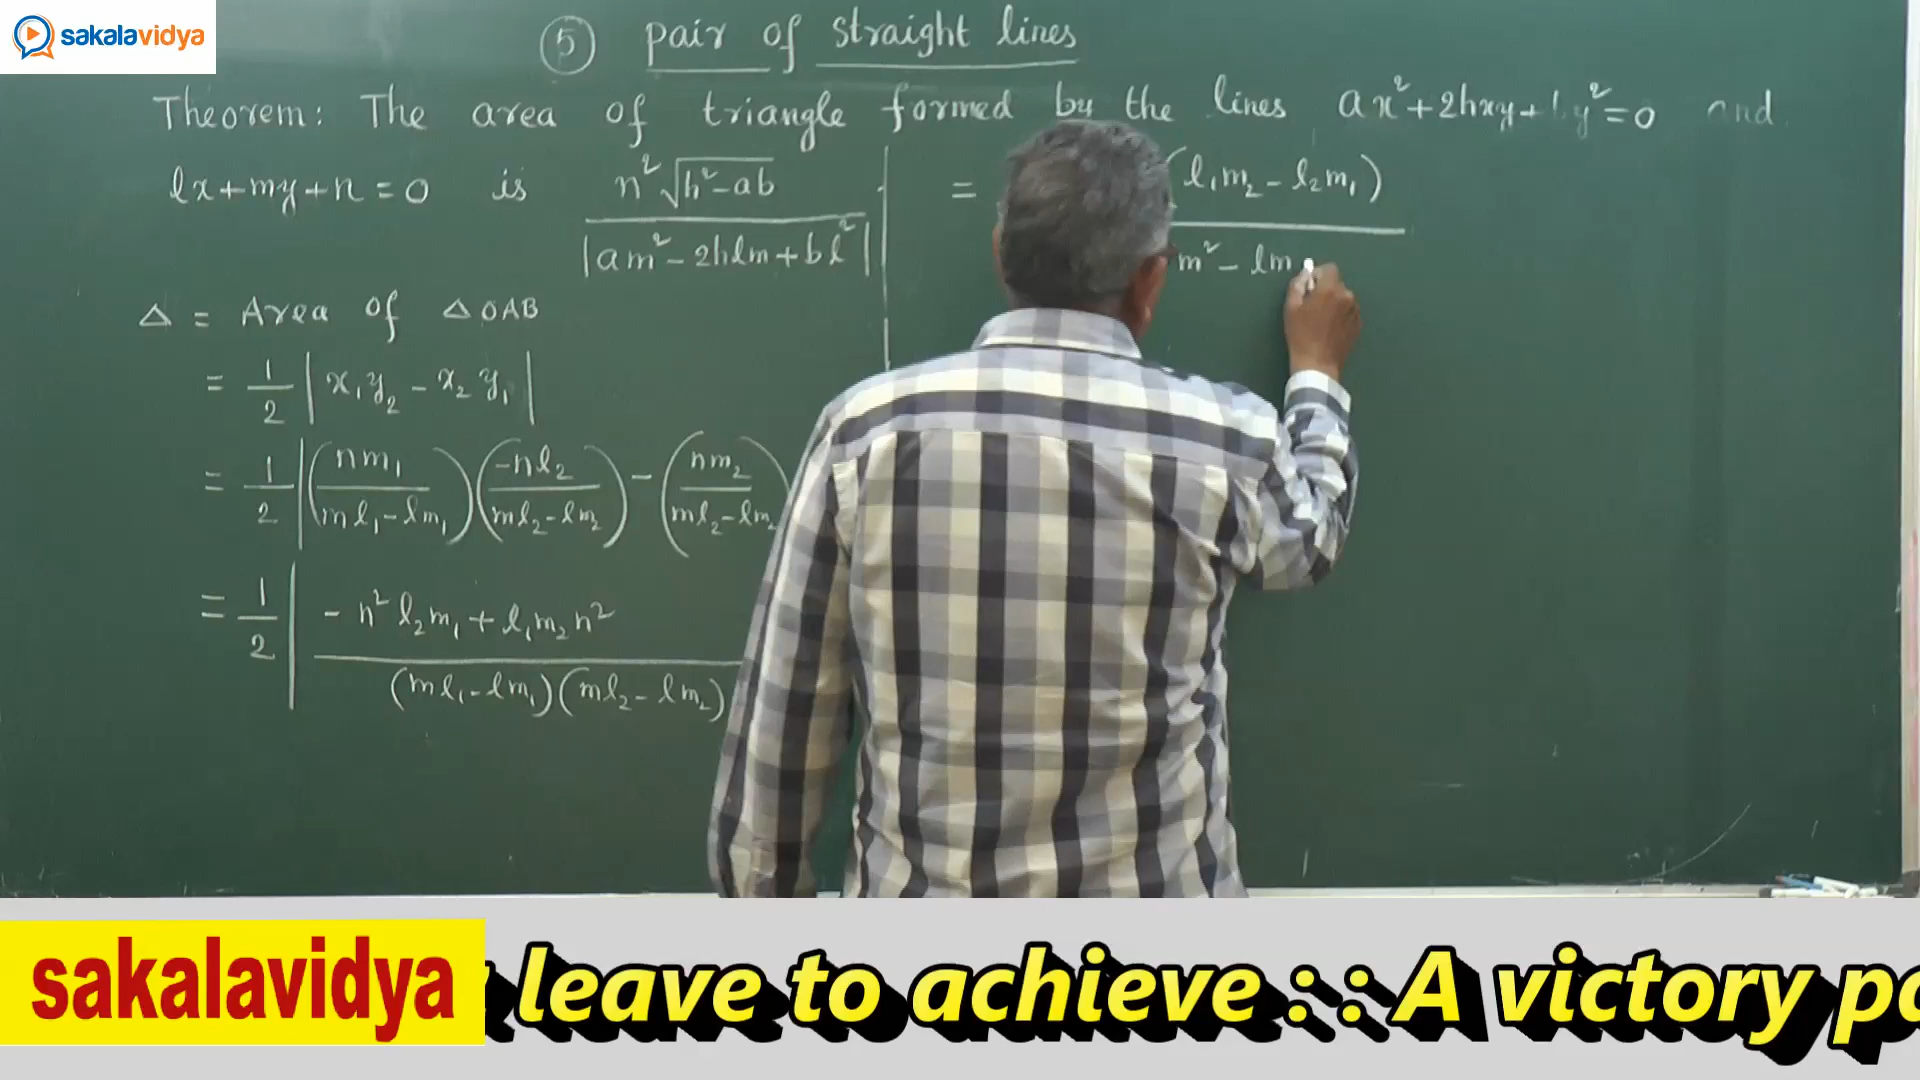 sakalavidya
⑤ pair of straight lines
Theorem: The area of triangle formed by the lines ax²+2hxy+by²=0 and
lx+my+n=0 is n²√(h²-ab) / |am²-2hlm+bl²|
Δ = Area of ΔOAB
= 1/2 |x₁y₂ - x₂y₁|
= 1/2 |(nm₁/(ml₁-lm₁)) (-nl₂/(ml₂-lm₂)) - (nm₂/(ml₂-lm₂))
= 1/2 | (-n²l₂m₁ + l₁m₂n²) / (ml₁-lm₁)(ml₂-lm₂)
= (l₁m₂ - l₂m₁) / m² - lm
sakalavidya leave to achieve : : A victory